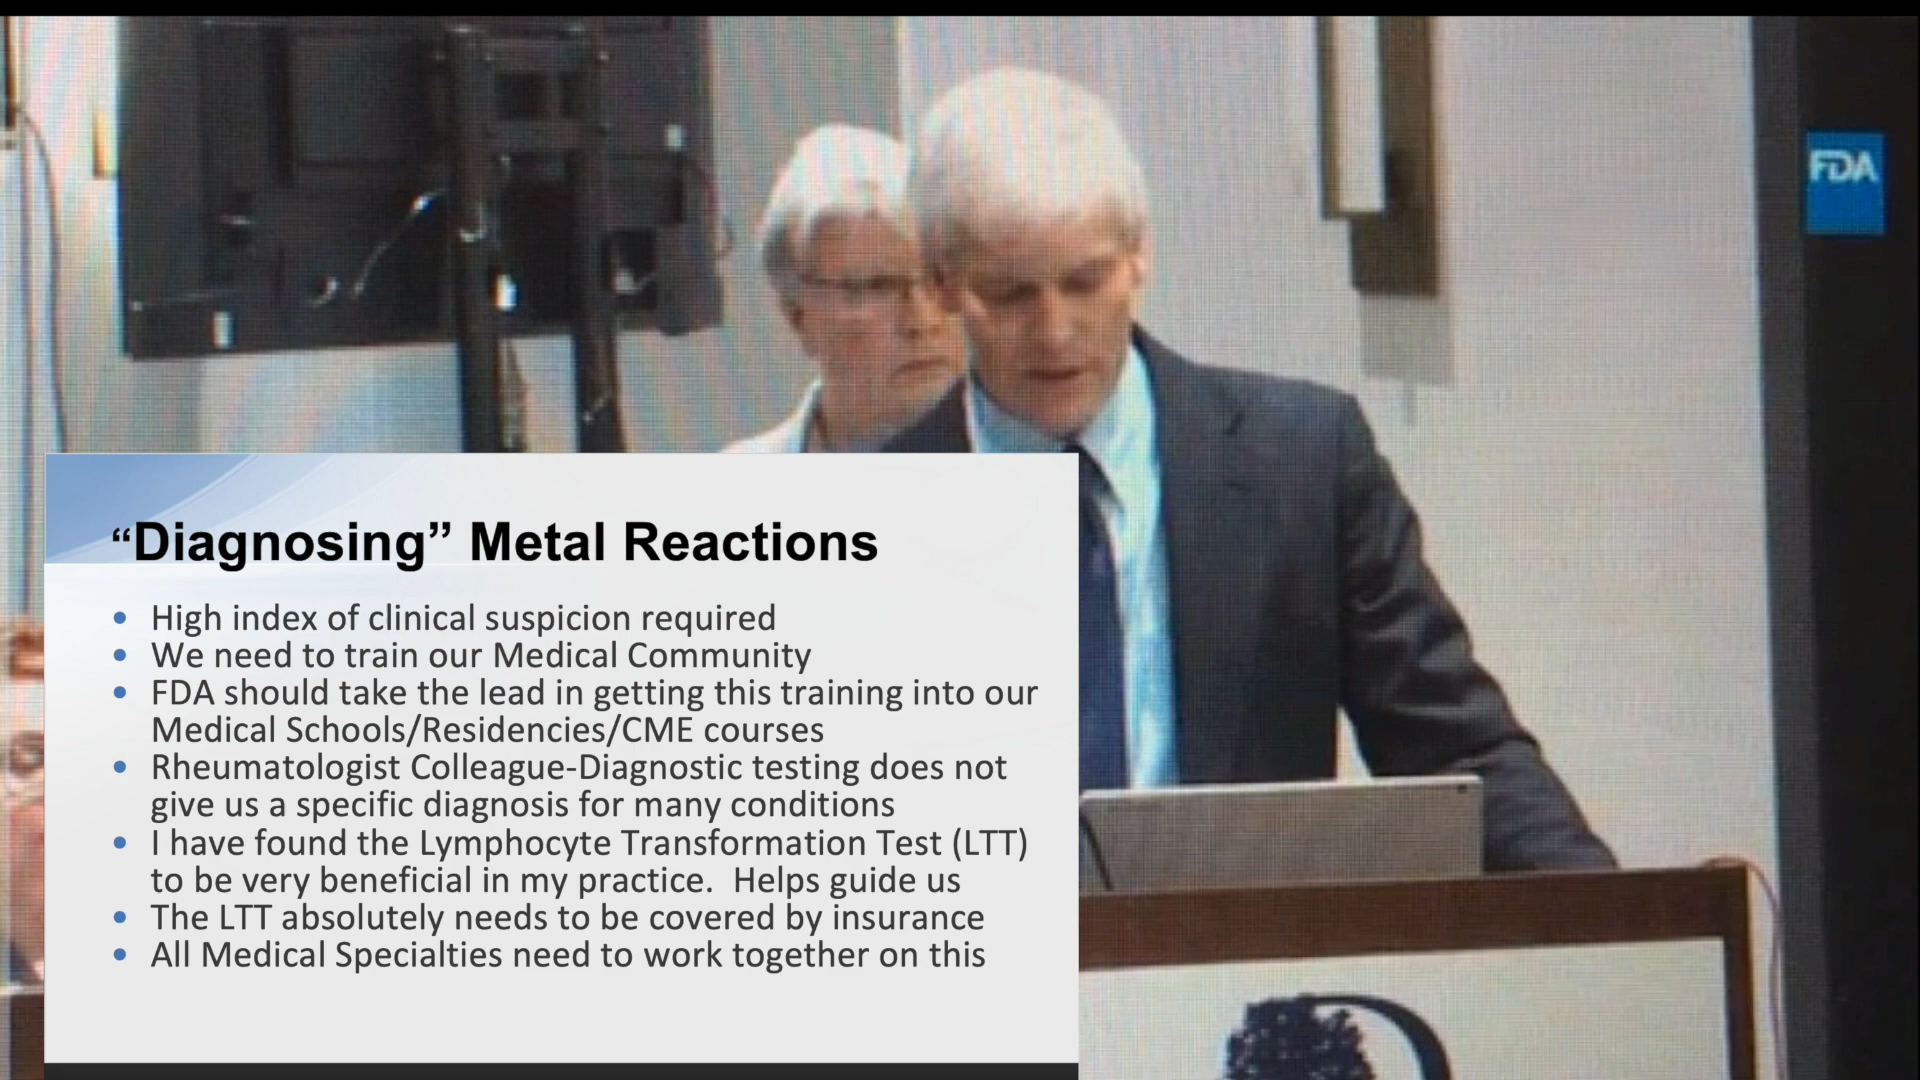 FDA
“Diagnosing” Metal Reactions
• High index of clinical suspicion required
• We need to train our Medical Community
• FDA should take the lead in getting this training into our
Medical Schools/Residencies/CME courses
• Rheumatologist Colleague-Diagnostic testing does not
give us a specific diagnosis for many conditions
• I have found the Lymphocyte Transformation Test (LTT)
to be very beneficial in my practice.  Helps guide us
• The LTT absolutely needs to be covered by insurance
• All Medical Specialties need to work together on this